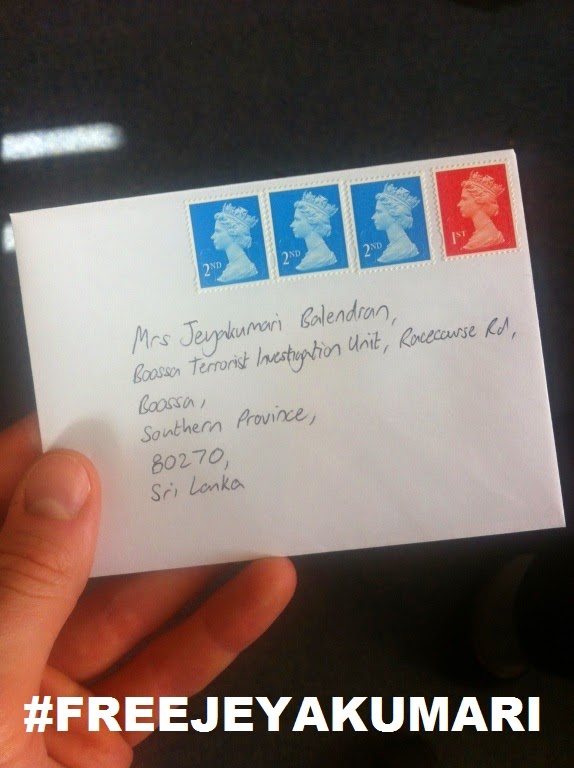 2ND 2ND 2ND 1ST
Mrs Jeyakumari Balendran,
Boossa Terrorist Investigation Unit, Racecourse Rd,
Boossa,
Southern Province,
80270,
Sri Lanka
#FREEJEYAKUMARI